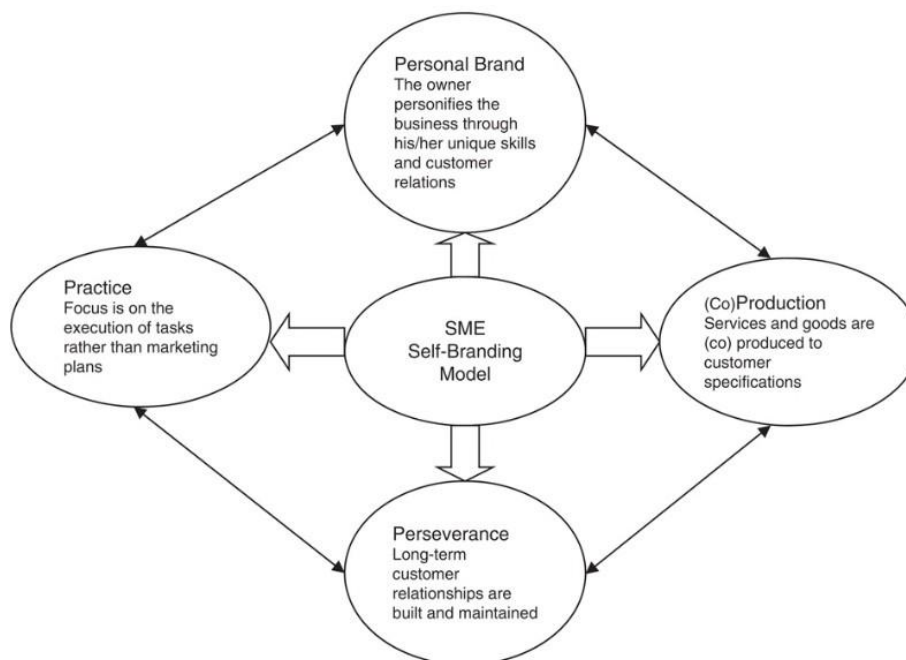 Personal Brand
The owner
personifies the
business through
his/her unique skills
and customer
relations
Practice
Focus is on the
execution of tasks
rather than marketing
plans
SME
Self-Branding
Model
(Co)Production
Services and goods are
(co) produced to
customer
specifications
Perseverance
Long-term
customer
relationships are
built and maintained